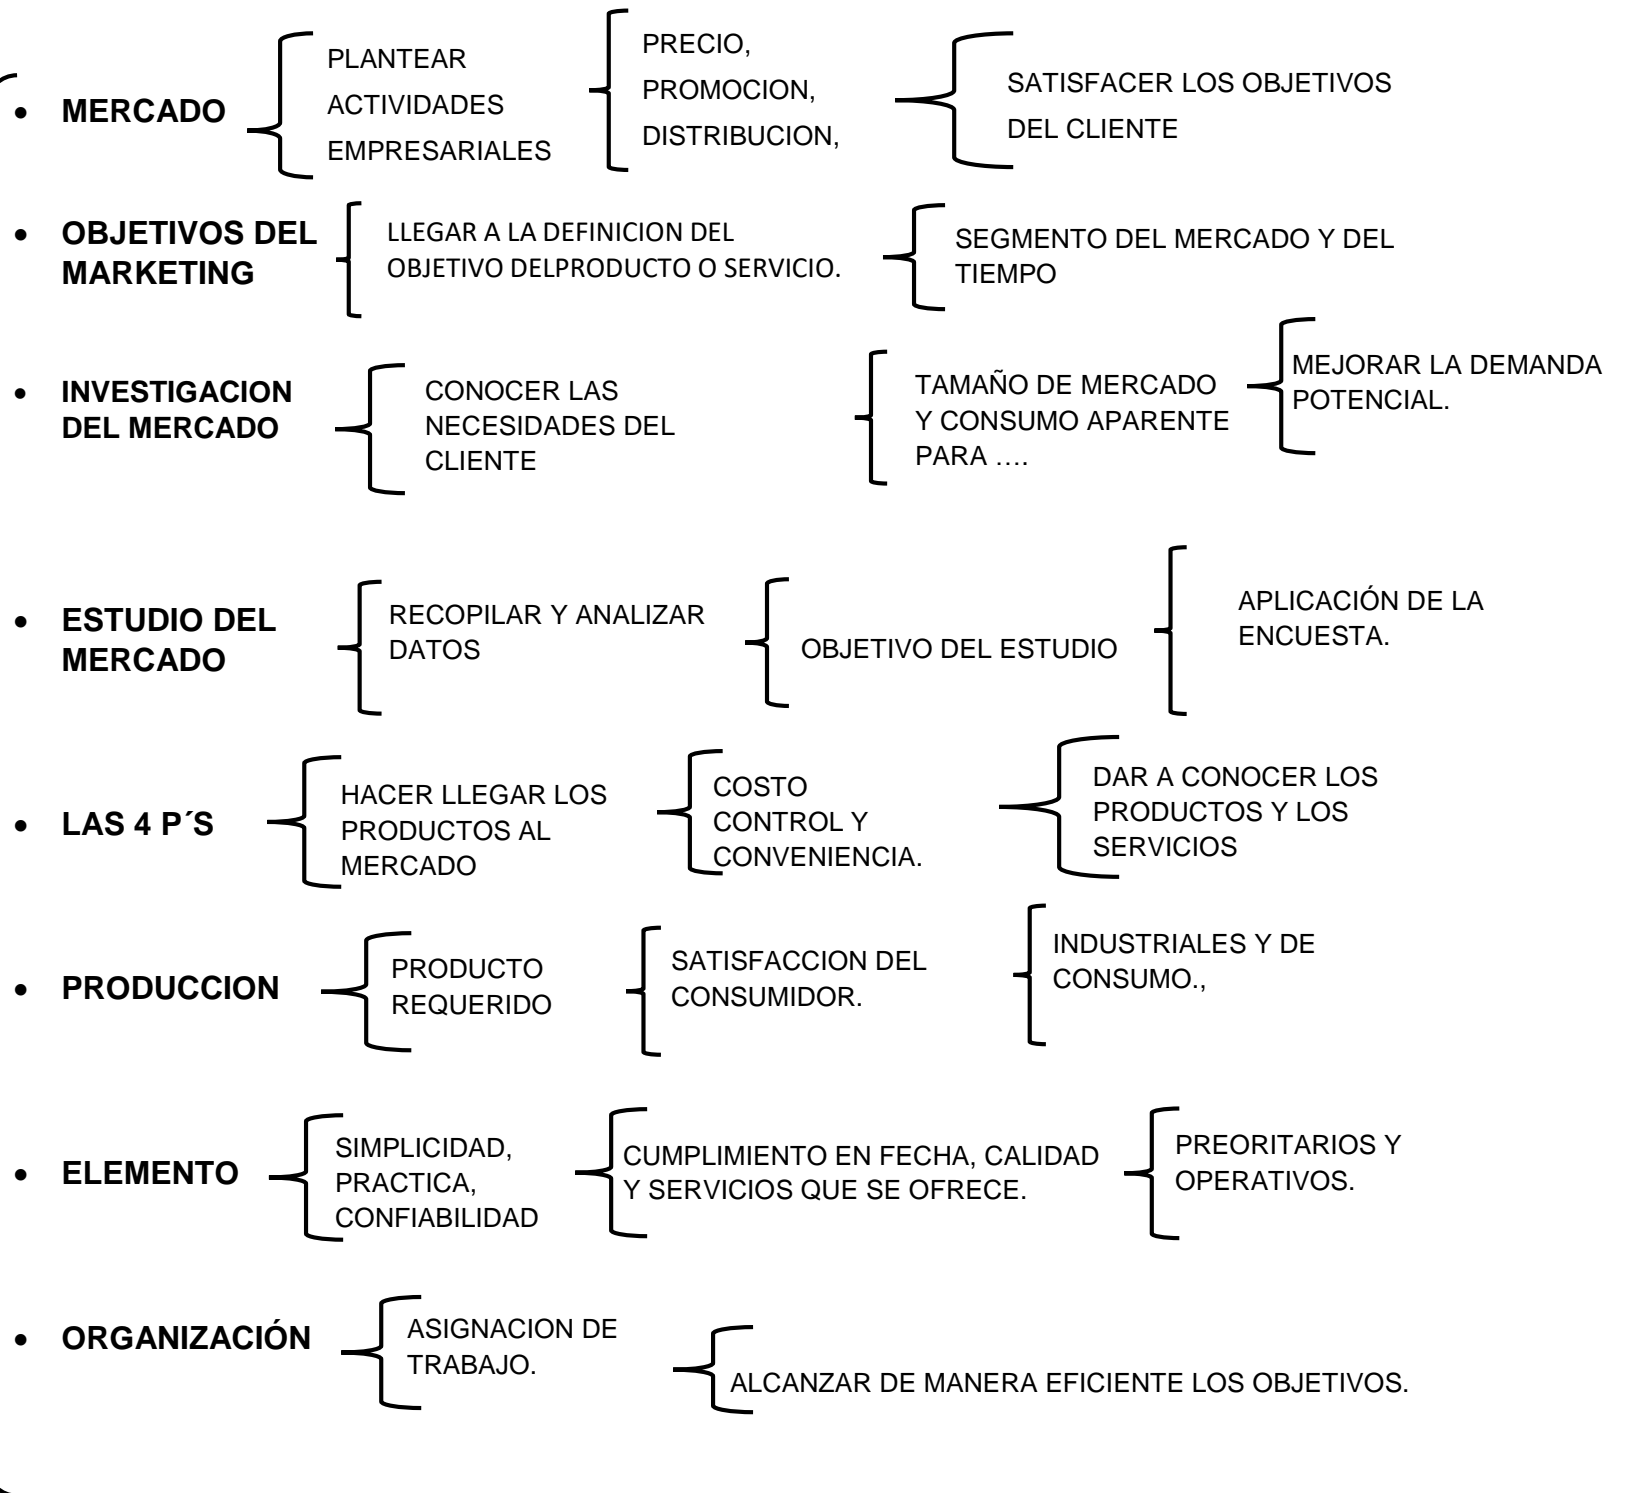 • MERCADO
PLANTEAR
ACTIVIDADES
EMPRESARIALES
PRECIO,
PROMOCION,
DISTRIBUCION,
SATISFACER LOS OBJETIVOS
DEL CLIENTE
• OBJETIVOS DEL
MARKETING
LLEGAR A LA DEFINICION DEL
OBJETIVO DELPRODUCTO O SERVICIO.
SEGMENTO DEL MERCADO Y DEL
TIEMPO
• INVESTIGACION
DEL MERCADO
CONOCER LAS
NECESIDADES DEL
CLIENTE
TAMAÑO DE MERCADO
Y CONSUMO APARENTE
PARA ….
MEJORAR LA DEMANDA
POTENCIAL.
• ESTUDIO DEL
MERCADO
RECOPILAR Y ANALIZAR
DATOS
OBJETIVO DEL ESTUDIO
APLICACIÓN DE LA
ENCUESTA.
• LAS 4 P´S
HACER LLEGAR LOS
PRODUCTOS AL
MERCADO
COSTO
CONTROL Y
CONVENIENCIA.
DAR A CONOCER LOS
PRODUCTOS Y LOS
SERVICIOS
• PRODUCCION
PRODUCTO
REQUERIDO
SATISFACCION DEL
CONSUMIDOR.
INDUSTRIALES Y DE
CONSUMO.,
• ELEMENTO
SIMPLICIDAD,
PRACTICA,
CONFIABILIDAD
CUMPLIMIENTO EN FECHA, CALIDAD
Y SERVICIOS QUE SE OFRECE.
PREORITARIOS Y
OPERATIVOS.
• ORGANIZACIÓN
ASIGNACION DE
TRABAJO.
ALCANZAR DE MANERA EFICIENTE LOS OBJETIVOS.